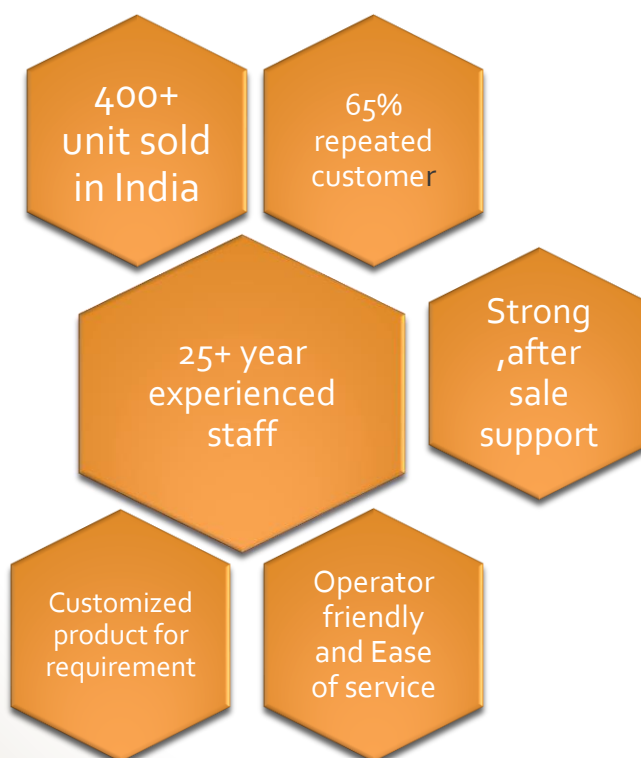 400+
unit sold
in India
65%
repeated
customer
25+ year
experienced
staff
Strong
,after
sale
support
Customized
product for
requirement
Operator
friendly
and Ease
of service